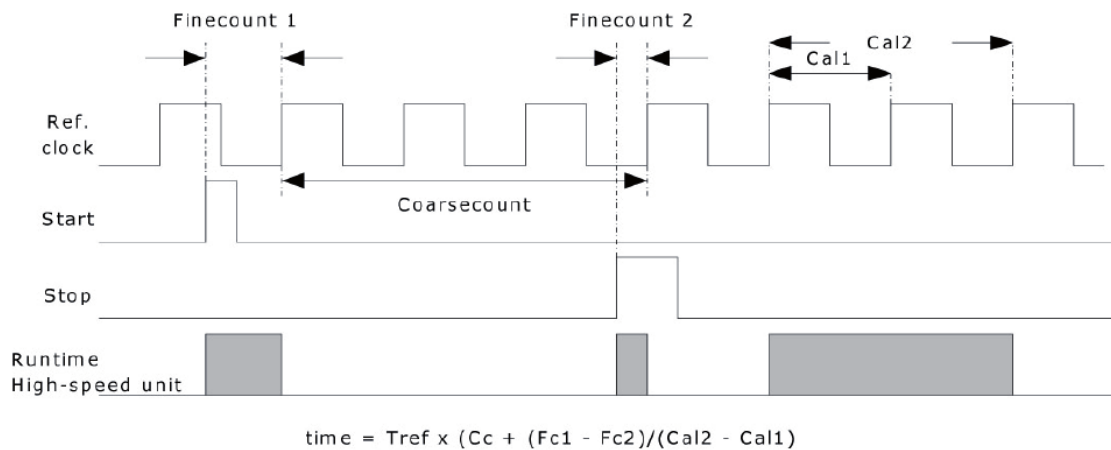 Finecount 1
Finecount 2
Cal2
Cal1
Ref.
clock
Coarsecount
Start
Stop
Runtime
High-speed unit
time = Tref x (Cc + (Fc1 - Fc2)/(Cal2 - Cal1)